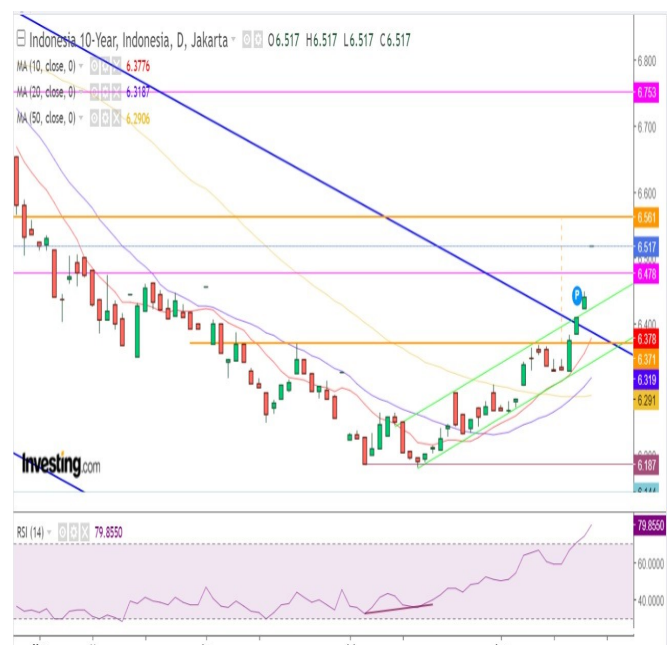 Indonesia 10-Year, Indonesia, D, Jakarta O6.517 H6.517 L6.517 C6.517
MA (10, close, 0) 6.3776
MA (20, close, 0) 6.3187
MA (50, close, 0) 6.2906
6.800
6.753
6.700
6.600
6.561
6.517
6.478
P
6.400
6.378
6.371
6.319
6.291
6.187
Investing.com
RSI (14) 79.8550
79.8550
60.0000
40.0000